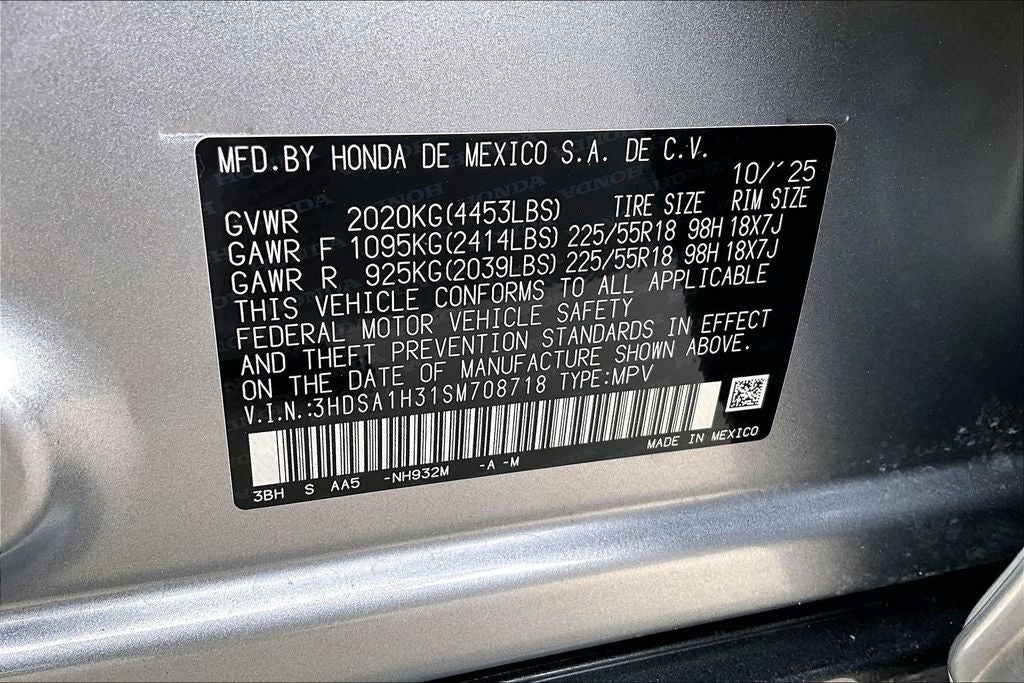 MFD.BY HONDA DE MEXICO S.A. DE C.V.
10/'25
GVWR 2020KG(4453LBS) TIRE SIZE RIM SIZE
GAWR F 1095KG(2414LBS) 225/55R18 98H 18X7J
GAWR R 925KG(2039LBS) 225/55R18 98H 18X7J
THIS VEHICLE CONFORMS TO ALL APPLICABLE
FEDERAL MOTOR VEHICLE SAFETY
AND THEFT PREVENTION STANDARDS IN EFFECT
ON THE DATE OF MANUFACTURE SHOWN ABOVE.
V.I.N.:3HDSA1H31SM708718 TYPE:MPV
MADE IN MEXICO
3BH S AA5 -NH932M -A -M